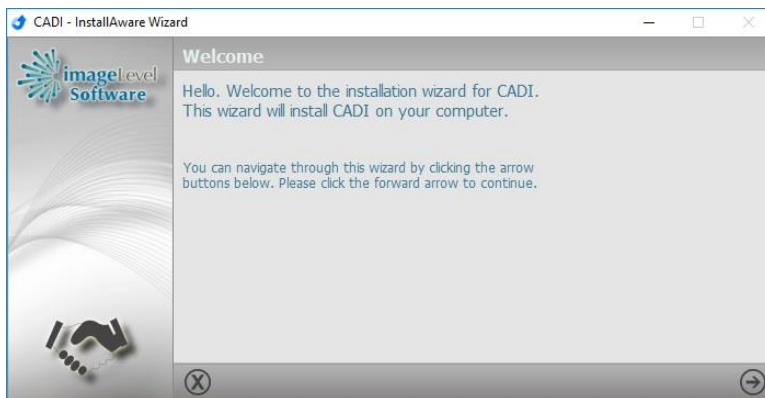 CADI - InstallAware Wizard
imageLevel
Software
Welcome
Hello. Welcome to the installation wizard for CADI.
This wizard will install CADI on your computer.
You can navigate through this wizard by clicking the arrow
buttons below. Please click the forward arrow to continue.
X